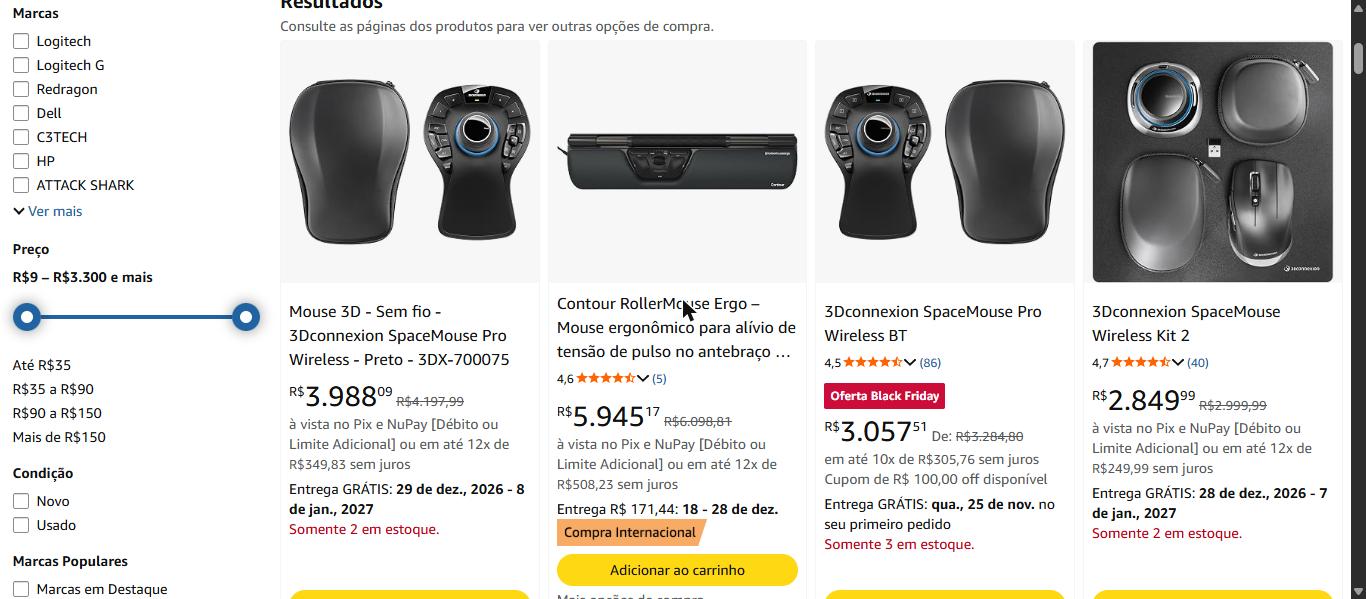 Marcas
Logitech
Logitech G
Redragon
Dell
C3TECH
HP
ATTACK SHARK
Ver mais
Preço
R$9 – R$3.300 e mais
Até R$35
R$35 a R$90
R$90 a R$150
Mais de R$150
Condição
Novo
Usado
Marcas Populares
Marcas em Destaque
Resultados
Consulte as páginas dos produtos para ver outras opções de compra.
Mouse 3D - Sem fio -
3Dconnexion SpaceMouse Pro
Wireless - Preto - 3DX-700075
R$3.98809 R$4.197,99
à vista no Pix e NuPay [Débito ou
Limite Adicional] ou em até 12x de
R$349,83 sem juros
Entrega GRÁTIS: 29 de dez., 2026 - 8
de jan., 2027
Somente 2 em estoque.
Contour
Contour RollerMouse Ergo –
Mouse ergonômico para alívio de
tensão de pulso no antebraço …
4,6 (5)
R$5.94517 R$6.098,81
à vista no Pix e NuPay [Débito ou
Limite Adicional] ou em até 12x de
R$508,23 sem juros
Entrega R$ 171,44: 18 - 28 de dez.
Compra Internacional
Adicionar ao carrinho
Mais opções de compra
3Dconnexion SpaceMouse Pro
Wireless BT
4,5 (86)
Oferta Black Friday
R$3.05751 De: R$3.284,80
em até 10x de R$305,76 sem juros
Cupom de R$ 100,00 off disponível
Entrega GRÁTIS: qua., 25 de nov. no
seu primeiro pedido
Somente 3 em estoque.
3connexion
3Dconnexion SpaceMouse
Wireless Kit 2
4,7 (40)
R$2.84999 R$2.999,99
à vista no Pix e NuPay [Débito ou
Limite Adicional] ou em até 12x de
R$249,99 sem juros
Entrega GRÁTIS: 28 de dez., 2026 - 7
de jan., 2027
Somente 2 em estoque.